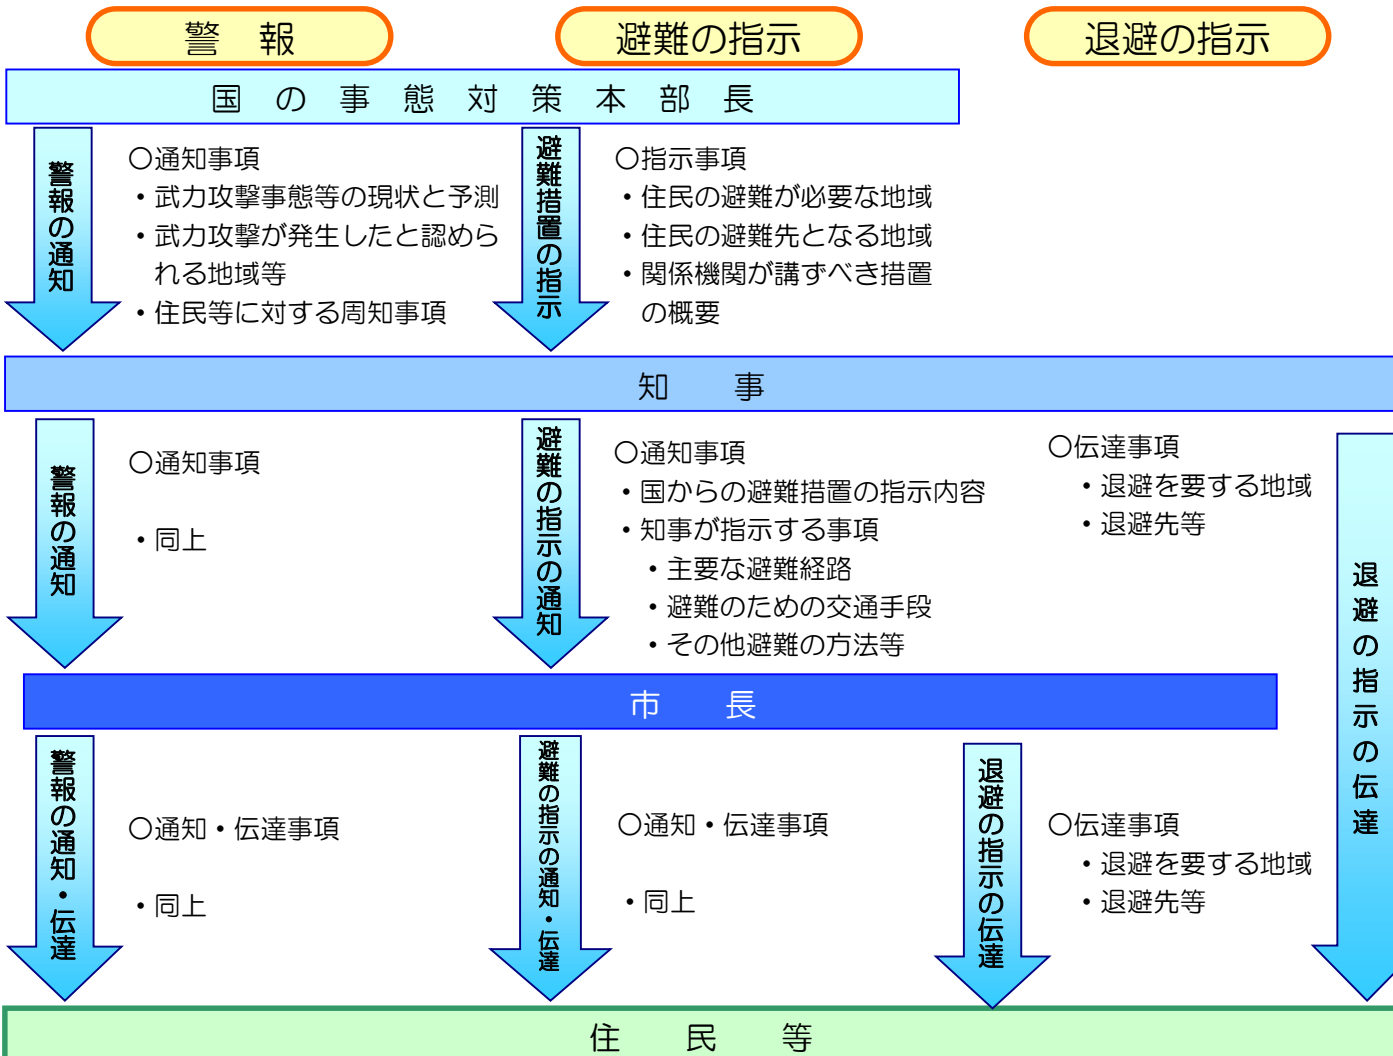 警　報
避難の指示
退避の指示
国の事態対策本部長
警報の通知
〇通知事項
・武力攻撃事態等の現状と予測
・武力攻撃が発生したと認めら
れる地域等
・住民等に対する周知事項
避難措置の指示
〇指示事項
・住民の避難が必要な地域
・住民の避難先となる地域
・関係機関が講ずべき措置
の概要
知　事
警報の通知
〇通知事項
・同上
避難の指示の通知
〇通知事項
・国からの避難措置の指示内容
・知事が指示する事項
・主要な避難経路
・避難のための交通手段
・その他避難の方法等
〇伝達事項
・退避を要する地域
・退避先等
退避の指示の伝達
市　長
警報の通知・伝達
〇通知・伝達事項
・同上
避難の指示の通知・伝達
〇通知・伝達事項
・同上
退避の指示の伝達
〇伝達事項
・退避を要する地域
・退避先等
住　民　等